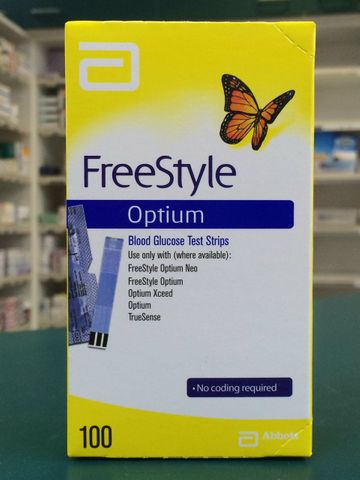 FreeStyle
Optium
Blood Glucose Test Strips
Use only with (where available):
FreeStyle Optium Neo
FreeStyle Optium
Optium Xceed
Optium
TrueSense
• No coding required
100
Abbott